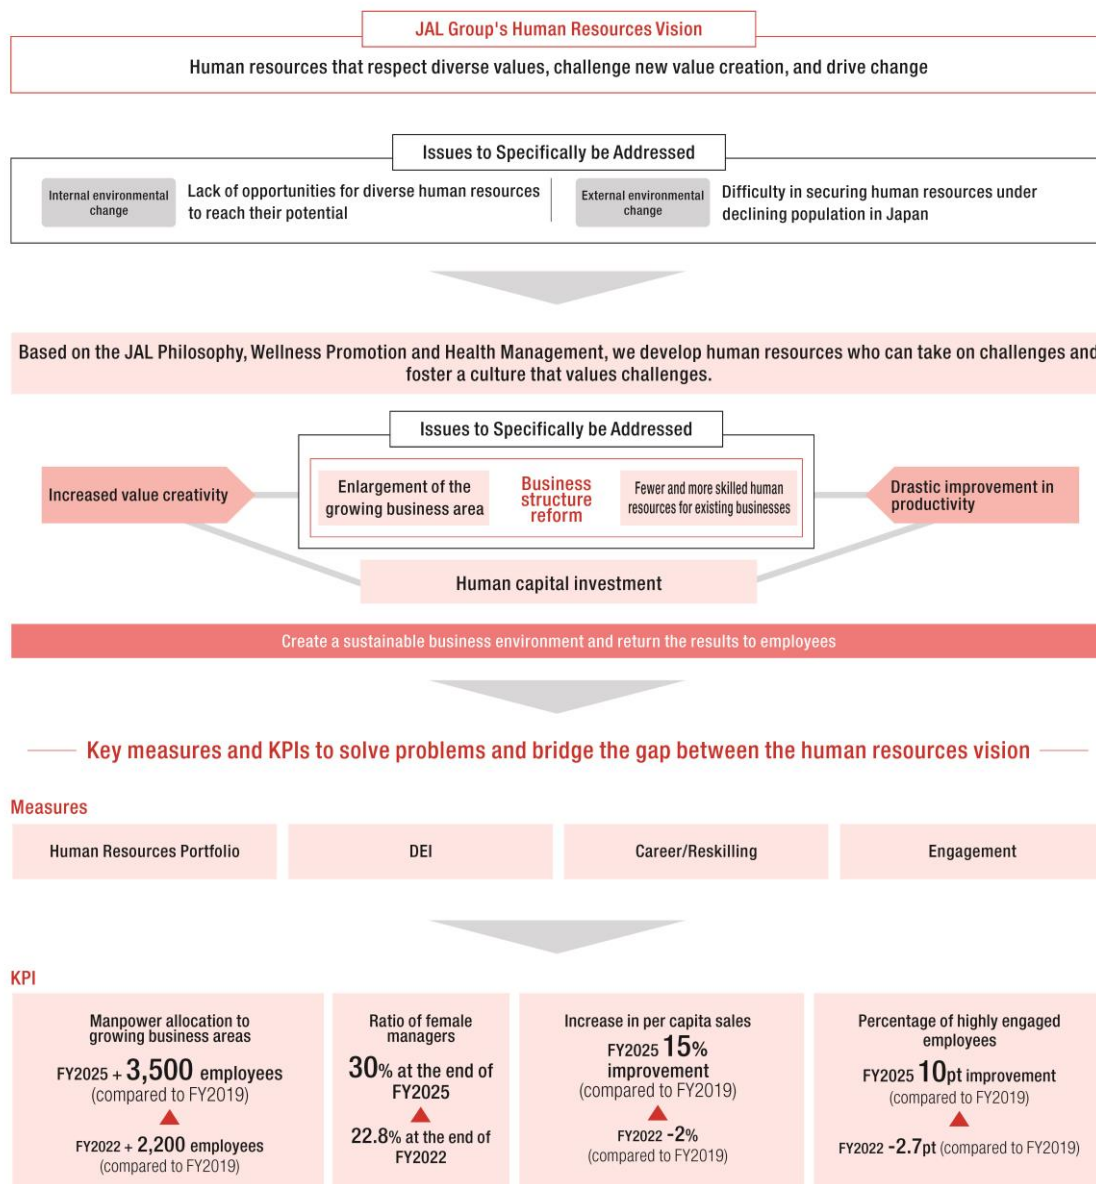 JAL Group's Human Resources Vision
Human resources that respect diverse values, challenge new value creation, and drive change
Issues to Specifically be Addressed
Internal environmental
change
Lack of opportunities for diverse human resources
to reach their potential
External environmental
change
Difficulty in securing human resources under
declining population in Japan
Based on the JAL Philosophy, Wellness Promotion and Health Management, we develop human resources who can take on challenges and
foster a culture that values challenges.
Issues to Specifically be Addressed
Increased value creativity
Enlargement of the
growing business area
Business
structure
reform
Fewer and more skilled human
resources for existing businesses
Drastic improvement in
productivity
Human capital investment
Create a sustainable business environment and return the results to employees
Key measures and KPIs to solve problems and bridge the gap between the human resources vision
Measures
Human Resources Portfolio
DEI
Career/Reskilling
Engagement
KPI
Manpower allocation to
growing business areas
FY2025 + 3,500 employees
(compared to FY2019)
FY2022 + 2,200 employees
(compared to FY2019)
Ratio of female
managers
30% at the end of
FY2025
22.8% at the end of
FY2022
Increase in per capita sales
FY2025 15%
improvement
(compared to FY2019)
FY2022 -2%
(compared to FY2019)
Percentage of highly engaged
employees
FY2025 10pt improvement
(compared to FY2019)
FY2022 -2.7pt (compared to FY2019)